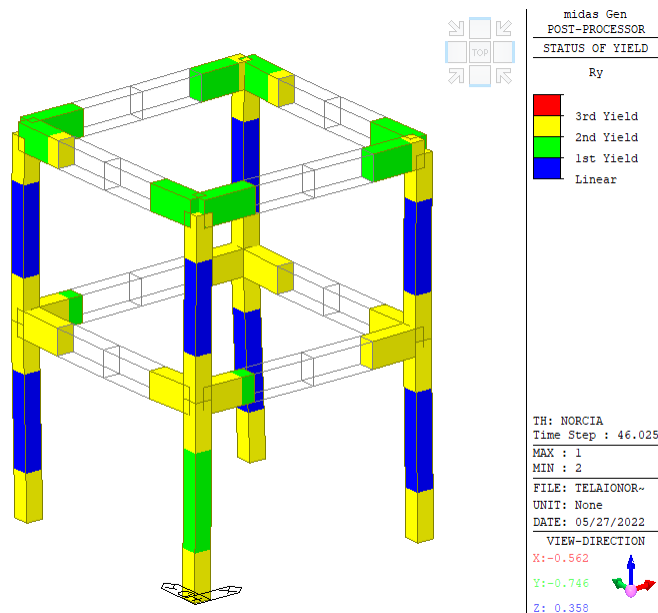 TOP
midas Gen
POST-PROCESSOR
STATUS OF YIELD
Ry
3rd Yield
2nd Yield
1st Yield
Linear
TH: NORCIA
Time Step : 46.025
MAX : 1
MIN : 2
FILE: TELAIONOR~
UNIT: None
DATE: 05/27/2022
VIEW-DIRECTION
X:-0.562
Y:-0.746
Z: 0.358